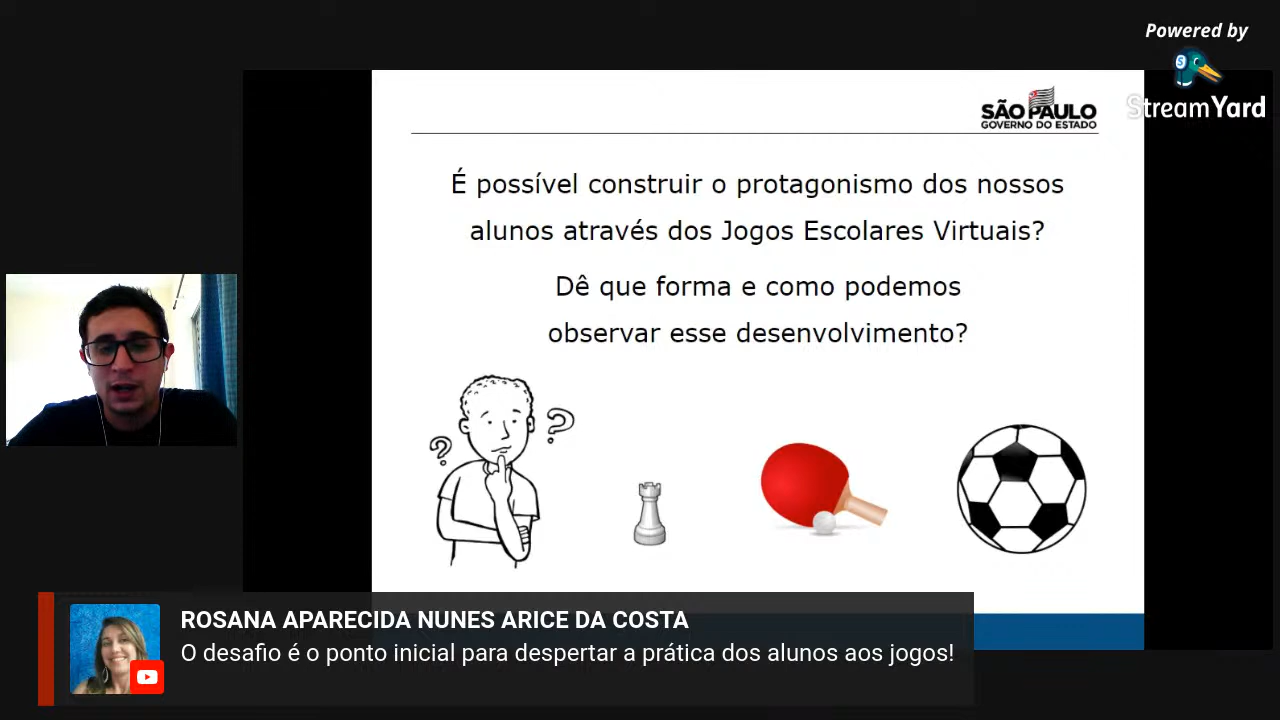 Powered by
StreamYard
SÃO PAULO
GOVERNO DO ESTADO
É possível construir o protagonismo dos nossos
alunos através dos Jogos Escolares Virtuais?
Dê que forma e como podemos
observar esse desenvolvimento?
ROSANA APARECIDA NUNES ARICE DA COSTA
O desafio é o ponto inicial para despertar a prática dos alunos aos jogos!